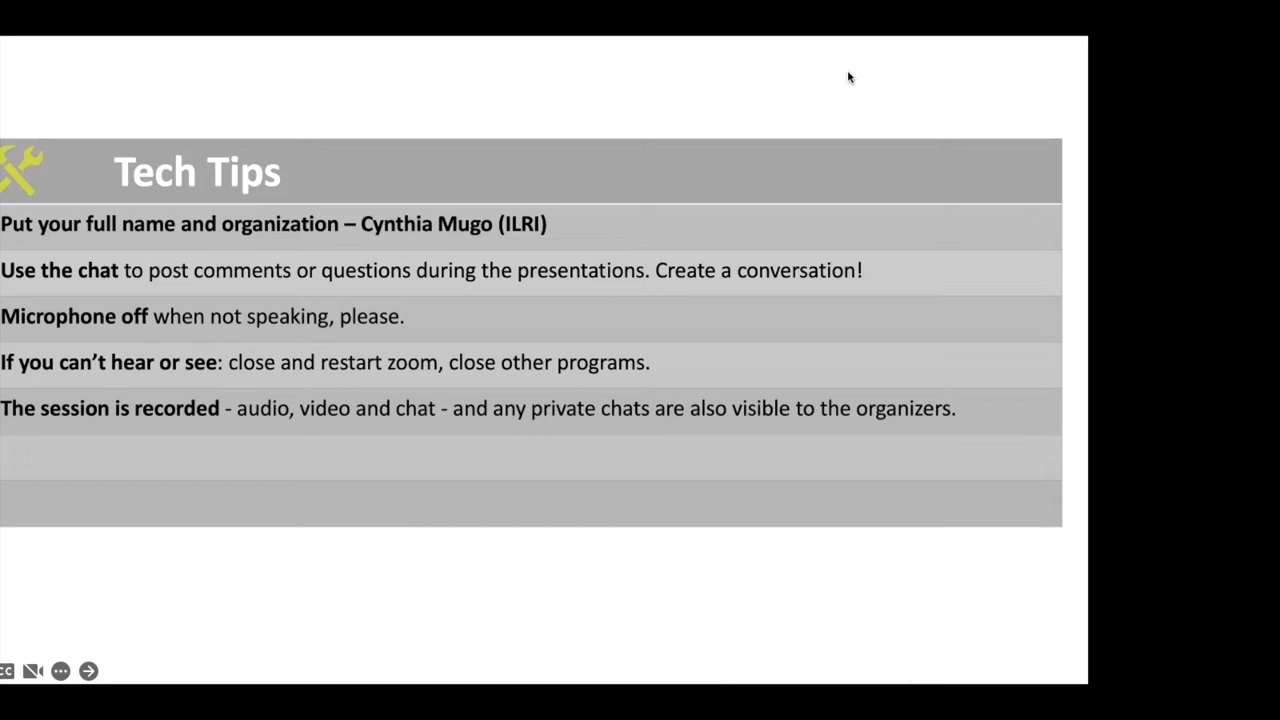 Tech Tips
Put your full name and organization – Cynthia Mugo (ILRI)
Use the chat to post comments or questions during the presentations. Create a conversation!
Microphone off when not speaking, please.
If you can’t hear or see: close and restart zoom, close other programs.
The session is recorded - audio, video and chat - and any private chats are also visible to the organizers.
CC